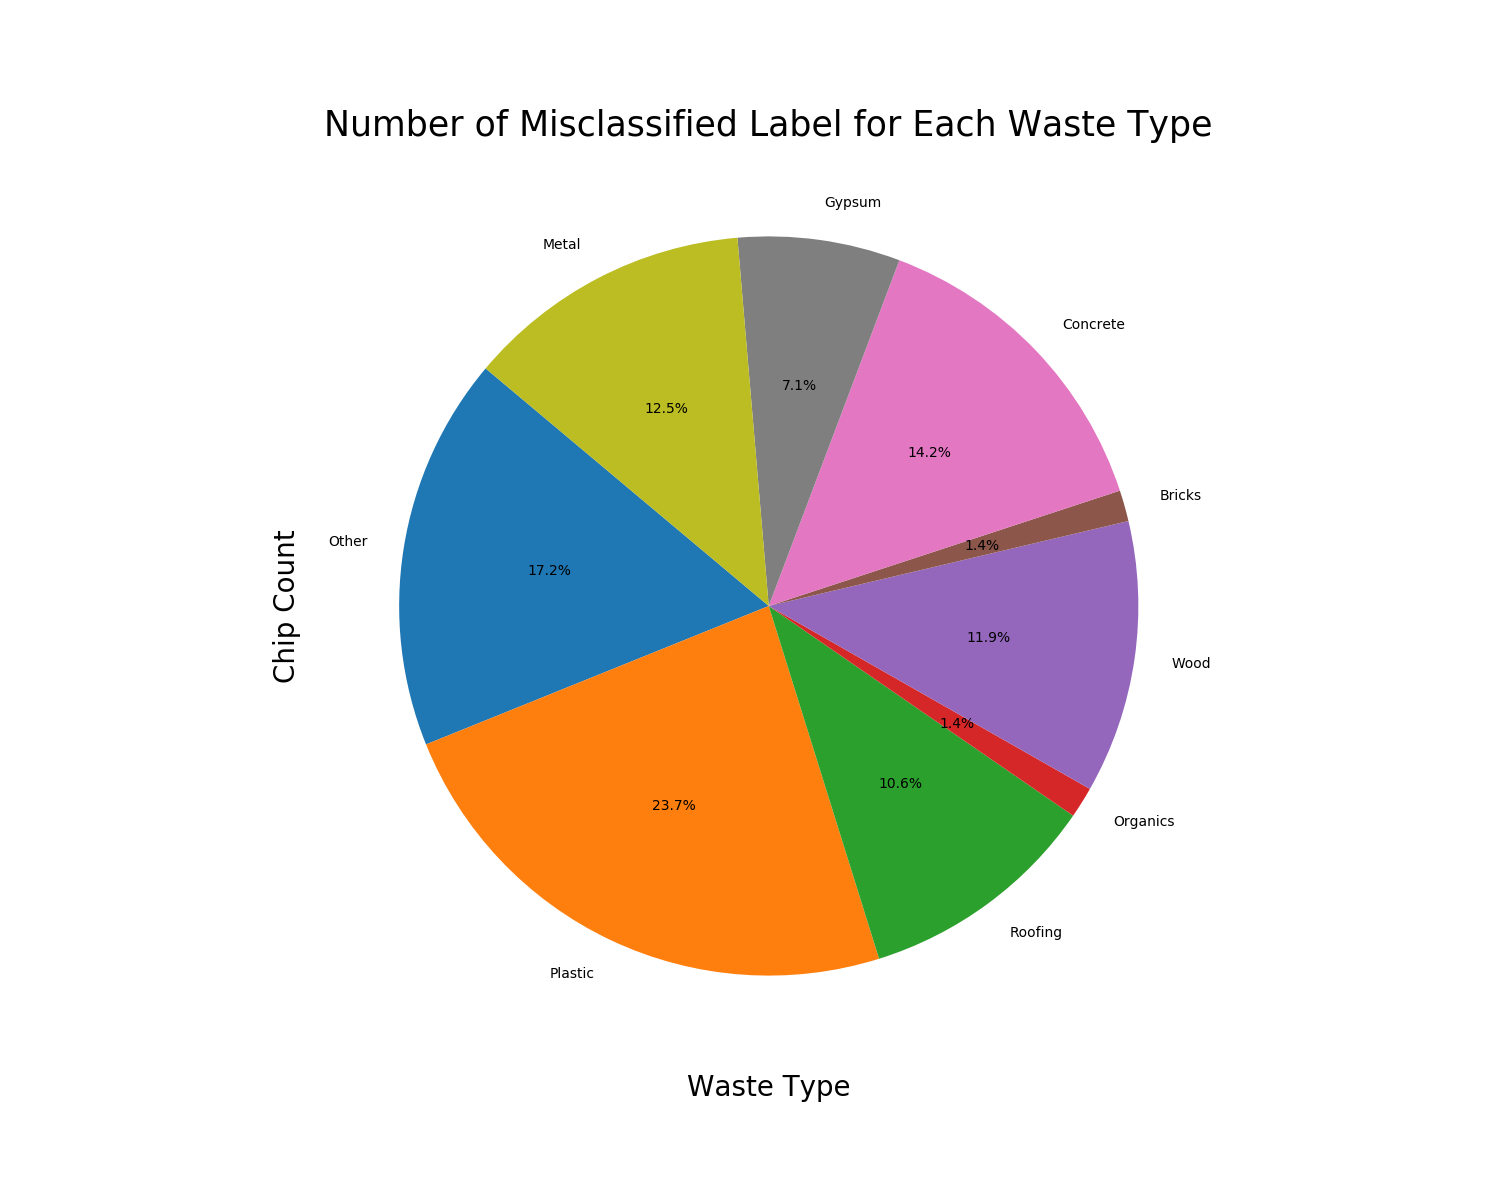 Number of Misclassified Label for Each Waste Type
Gypsum
Metal
Concrete
7.1%
12.5%
14.2%
Bricks
Other
1.4%
17.2%
Chip Count
11.9%
Wood
1.4%
10.6%
23.7%
Organics
Roofing
Plastic
Waste Type